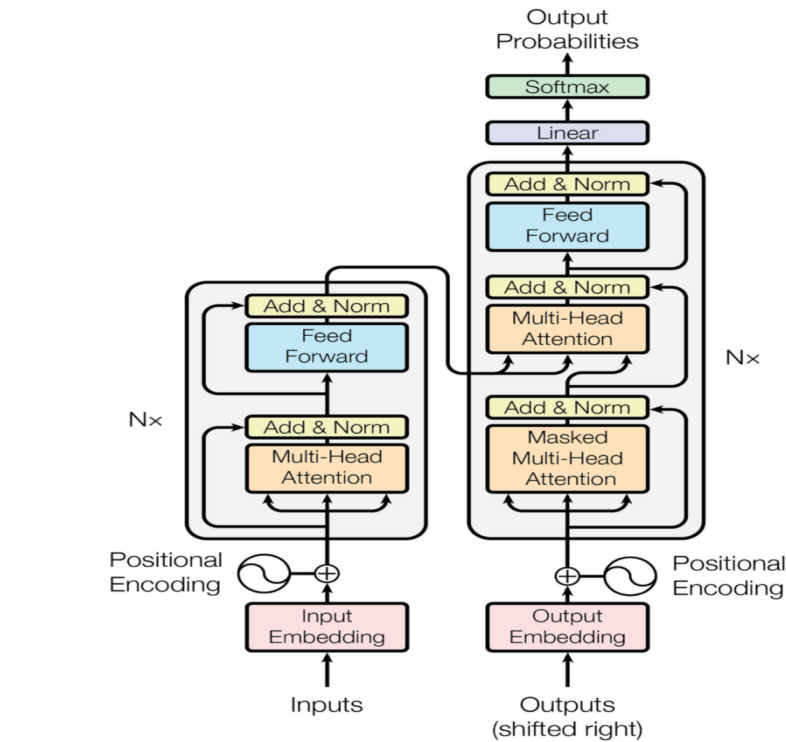 Output
Probabilities
Softmax
Linear
Add & Norm
Feed
Forward
Add & Norm
Multi-Head
Attention
Add & Norm
Masked
Multi-Head
Attention
Nx
Positional
Encoding
Output
Embedding
Outputs
(shifted right)
Add & Norm
Feed
Forward
Add & Norm
Multi-Head
Attention
Nx
Positional
Encoding
Input
Embedding
Inputs